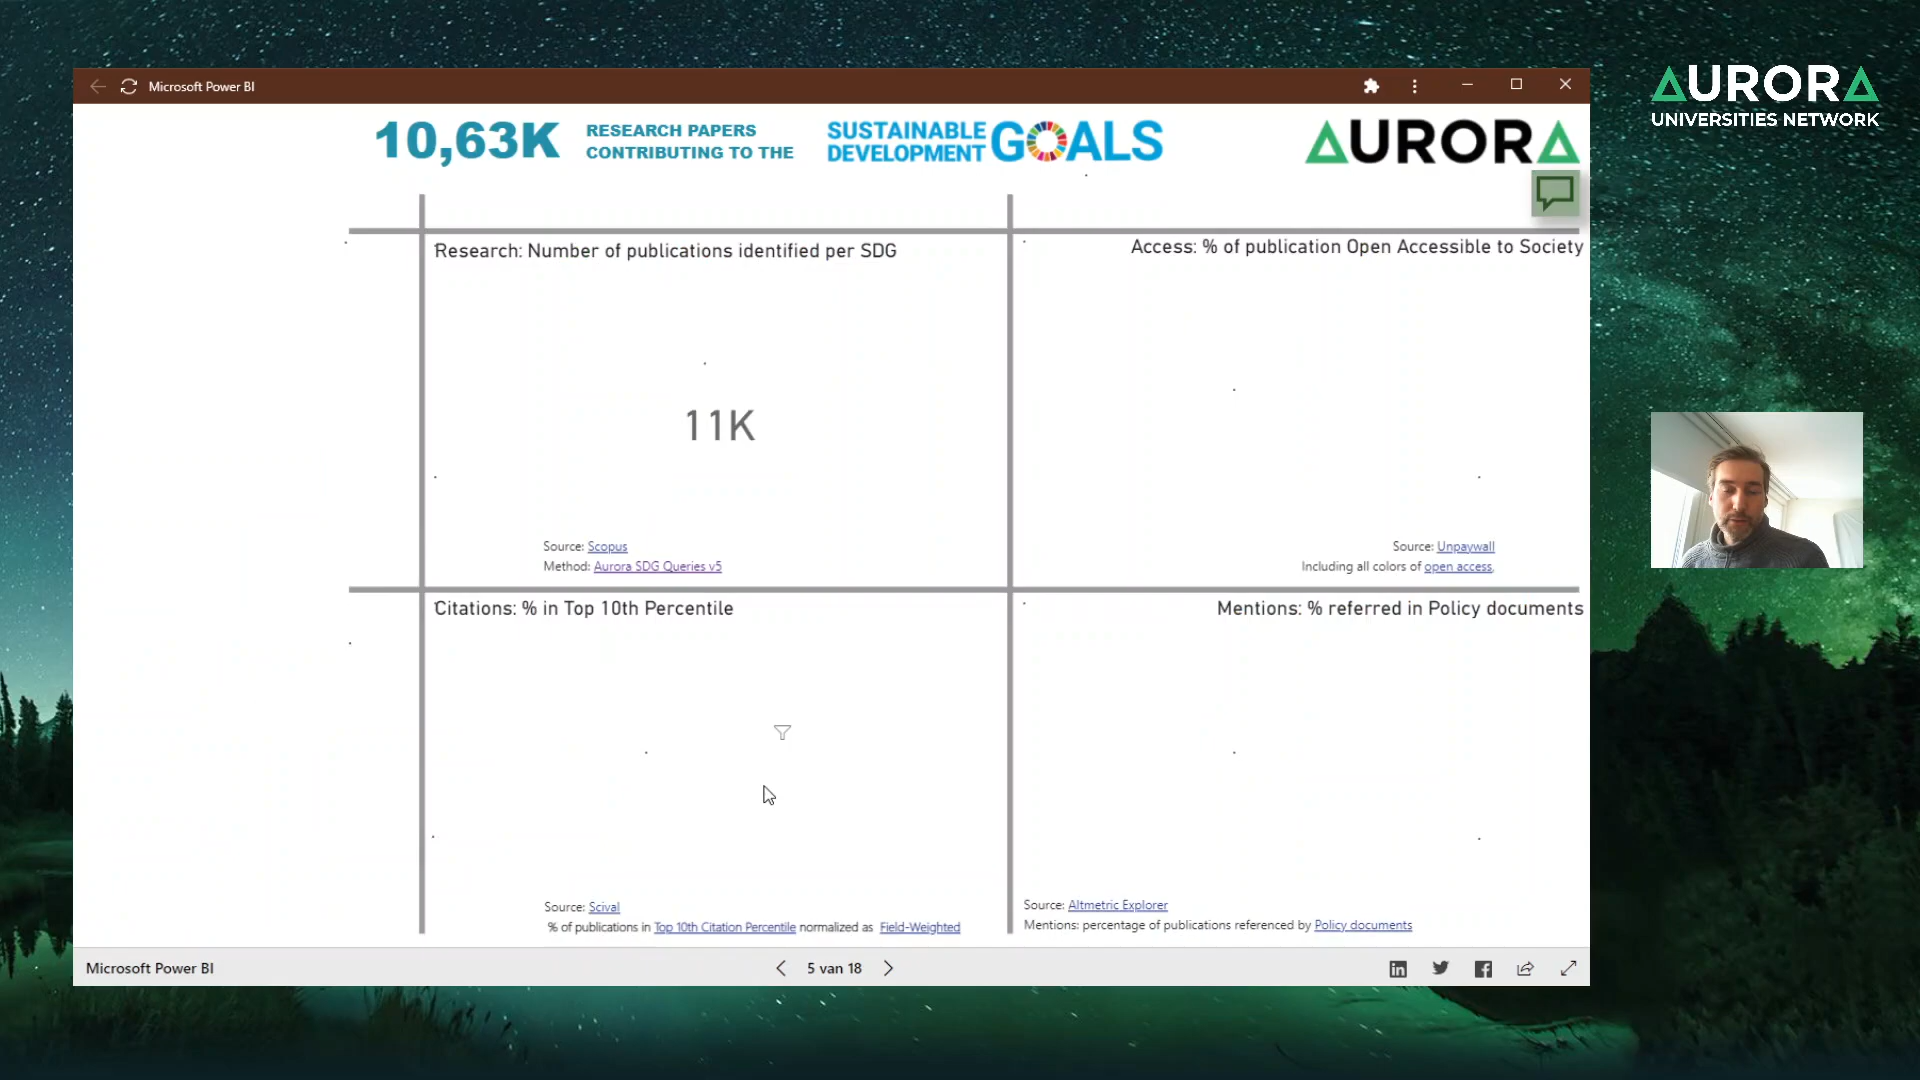 Microsoft Power BI
10,63K
RESEARCH PAPERS
CONTRIBUTING TO THE
SUSTAINABLE
DEVELOPMENT
GOALS
AURORA
AURORA
UNIVERSITIES NETWORK
Research: Number of publications identified per SDG
Access: % of publication Open Accessible to Society
11K
Source: Scopus
Method: Aurora SDG Queries v5
Source: Unpaywall
Including all colors of open access.
Citations: % in Top 10th Percentile
Mentions: % referred in Policy documents
Source: Scival
% of publications in Top 10th Citation Percentile normalized as Field-Weighted
Source: Altmetric Explorer
Mentions: percentage of publications referenced by Policy documents
Microsoft Power BI
5 van 18